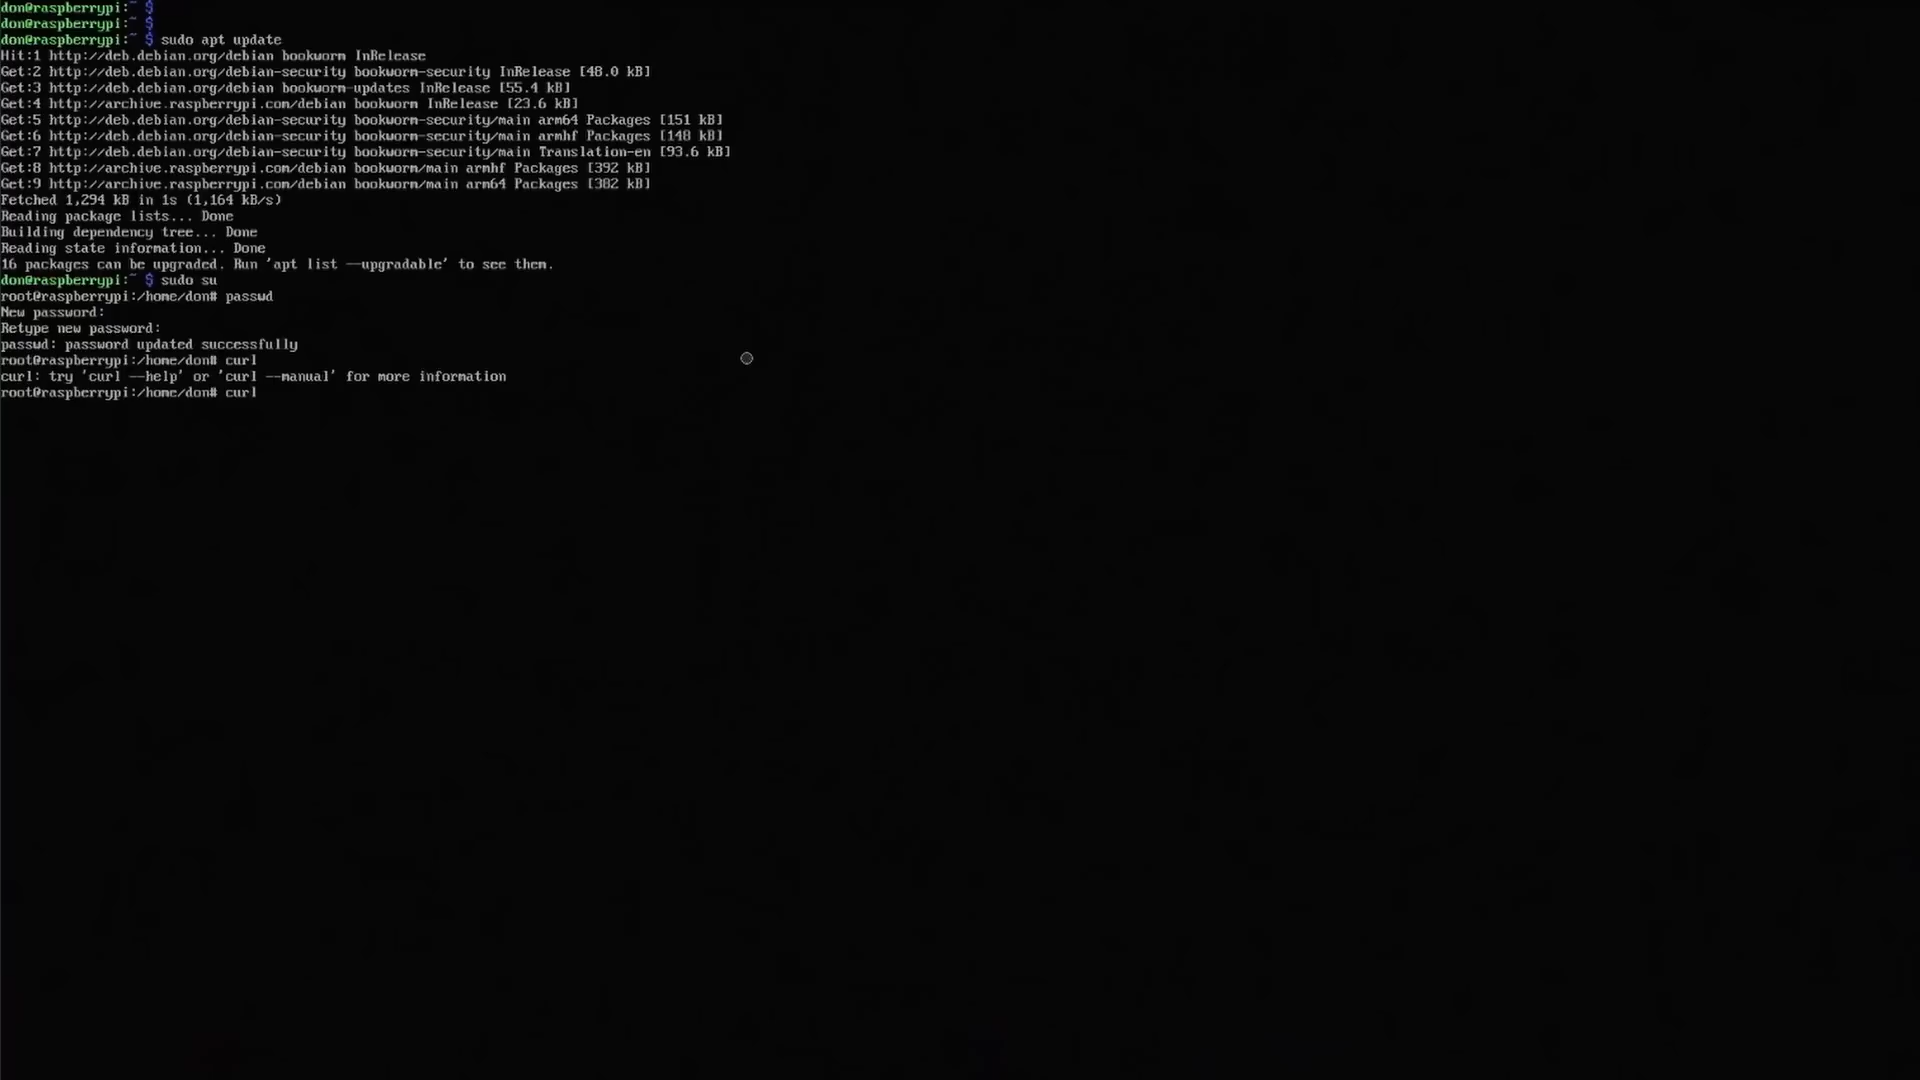 don@raspberrypi:~ $
don@raspberrypi:~ $
don@raspberrypi:~ $ sudo apt update
Hit:1 http://deb.debian.org/debian bookworm InRelease
Get:2 http://deb.debian.org/debian-security bookworm-security InRelease [48.0 kB]
Get:3 http://deb.debian.org/debian bookworm-updates InRelease [55.4 kB]
Get:4 http://archive.raspberrypi.com/debian bookworm InRelease [23.6 kB]
Get:5 http://deb.debian.org/debian-security bookworm-security/main arm64 Packages [151 kB]
Get:6 http://deb.debian.org/debian-security bookworm-security/main armhf Packages [148 kB]
Get:7 http://deb.debian.org/debian-security bookworm-security/main Translation-en [93.6 kB]
Get:8 http://archive.raspberrypi.com/debian bookworm/main armhf Packages [392 kB]
Get:9 http://archive.raspberrypi.com/debian bookworm/main arm64 Packages [382 kB]
Fetched 1,294 kB in 1s (1,164 kB/s)
Reading package lists... Done
Building dependency tree... Done
Reading state information... Done
16 packages can be upgraded. Run 'apt list --upgradable' to see them.
don@raspberrypi:~ $ sudo su
root@raspberrypi:/home/don# passwd
New password:
Retype new password:
passwd: password updated successfully
root@raspberrypi:/home/don# curl
curl: try 'curl --help' or 'curl --manual' for more information
root@raspberrypi:/home/don# curl